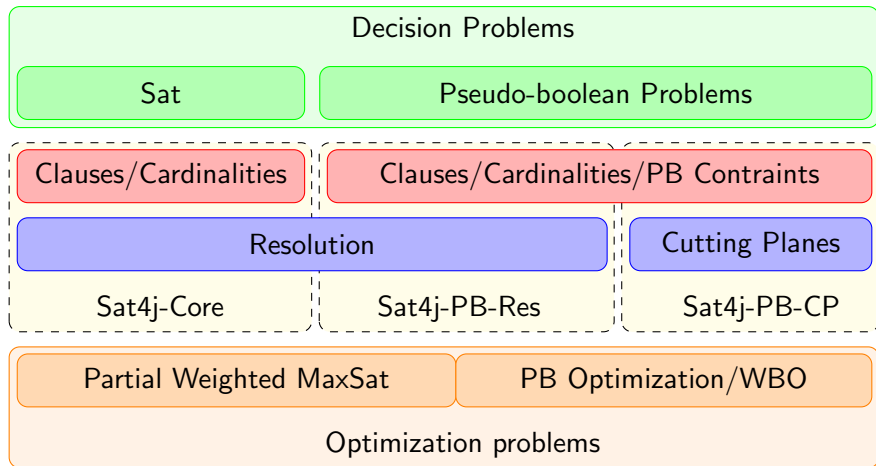 Decision Problems
Sat
Pseudo-boolean Problems
Clauses/Cardinalities
Clauses/Cardinalities/PB Contraints
Resolution
Cutting Planes
Sat4j-Core
Sat4j-PB-Res
Sat4j-PB-CP
Partial Weighted MaxSat
PB Optimization/WBO
Optimization problems